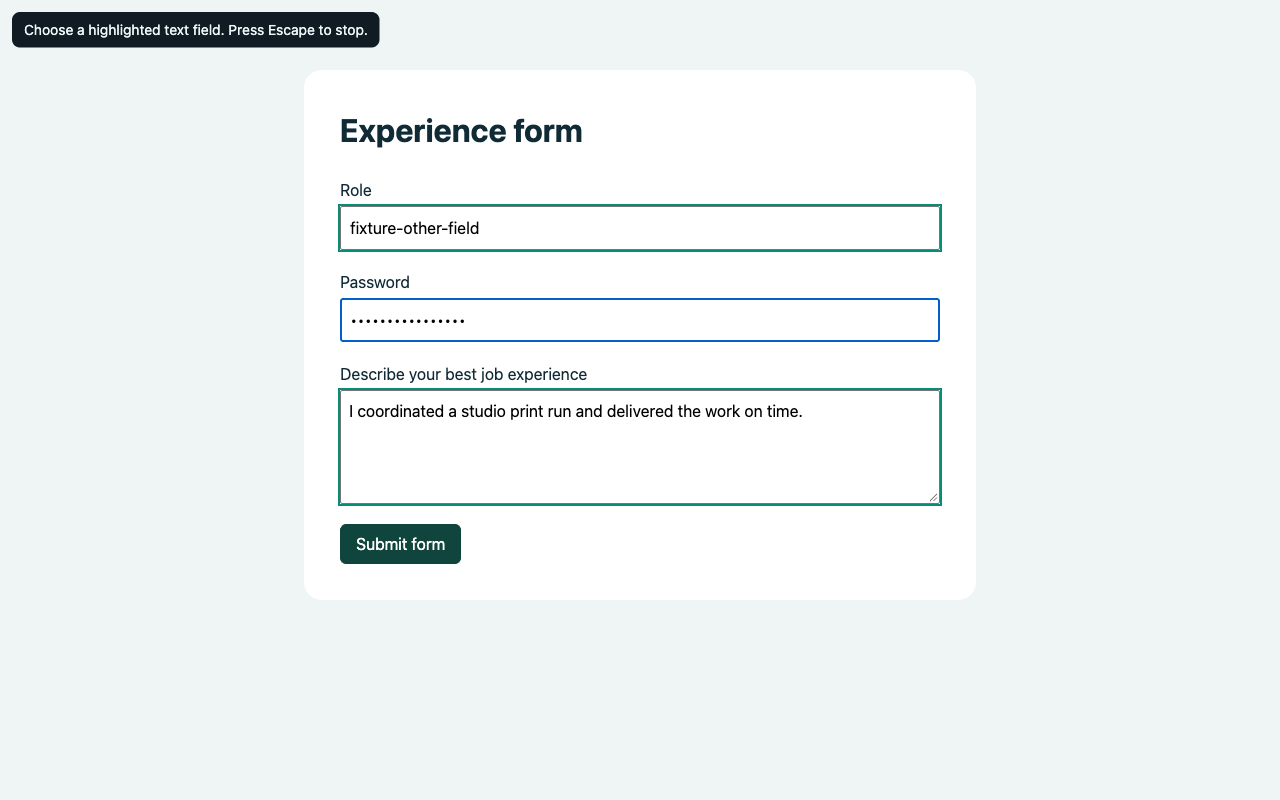 Choose a highlighted text field. Press Escape to stop.
Experience form
Role
fixture-other-field
Password
••••••••••••••••
Describe your best job experience
I coordinated a studio print run and delivered the work on time.
Submit form